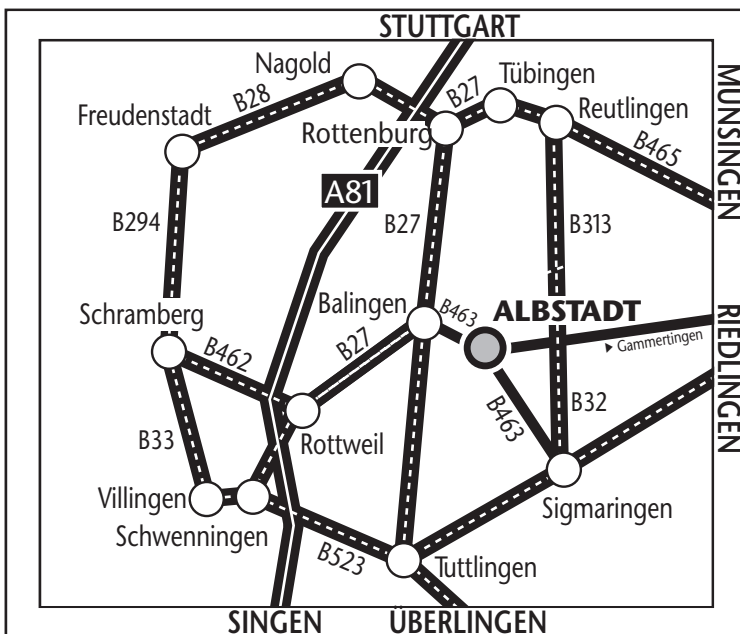 STUTTGART
Nagold
Tübingen
B28
B27
Freudenstadt
Reutlingen
MÜNSINGEN
Rottenburg
B465
A81
B294
B27
B313
Schramberg
Balingen
B463
ALBSTADT
RIEDLINGEN
B462
B27
Gammertingen
B463
B32
B33
Rottweil
Villingen
Sigmaringen
Schwenningen
B523
Tuttlingen
SINGEN
ÜBERLINGEN